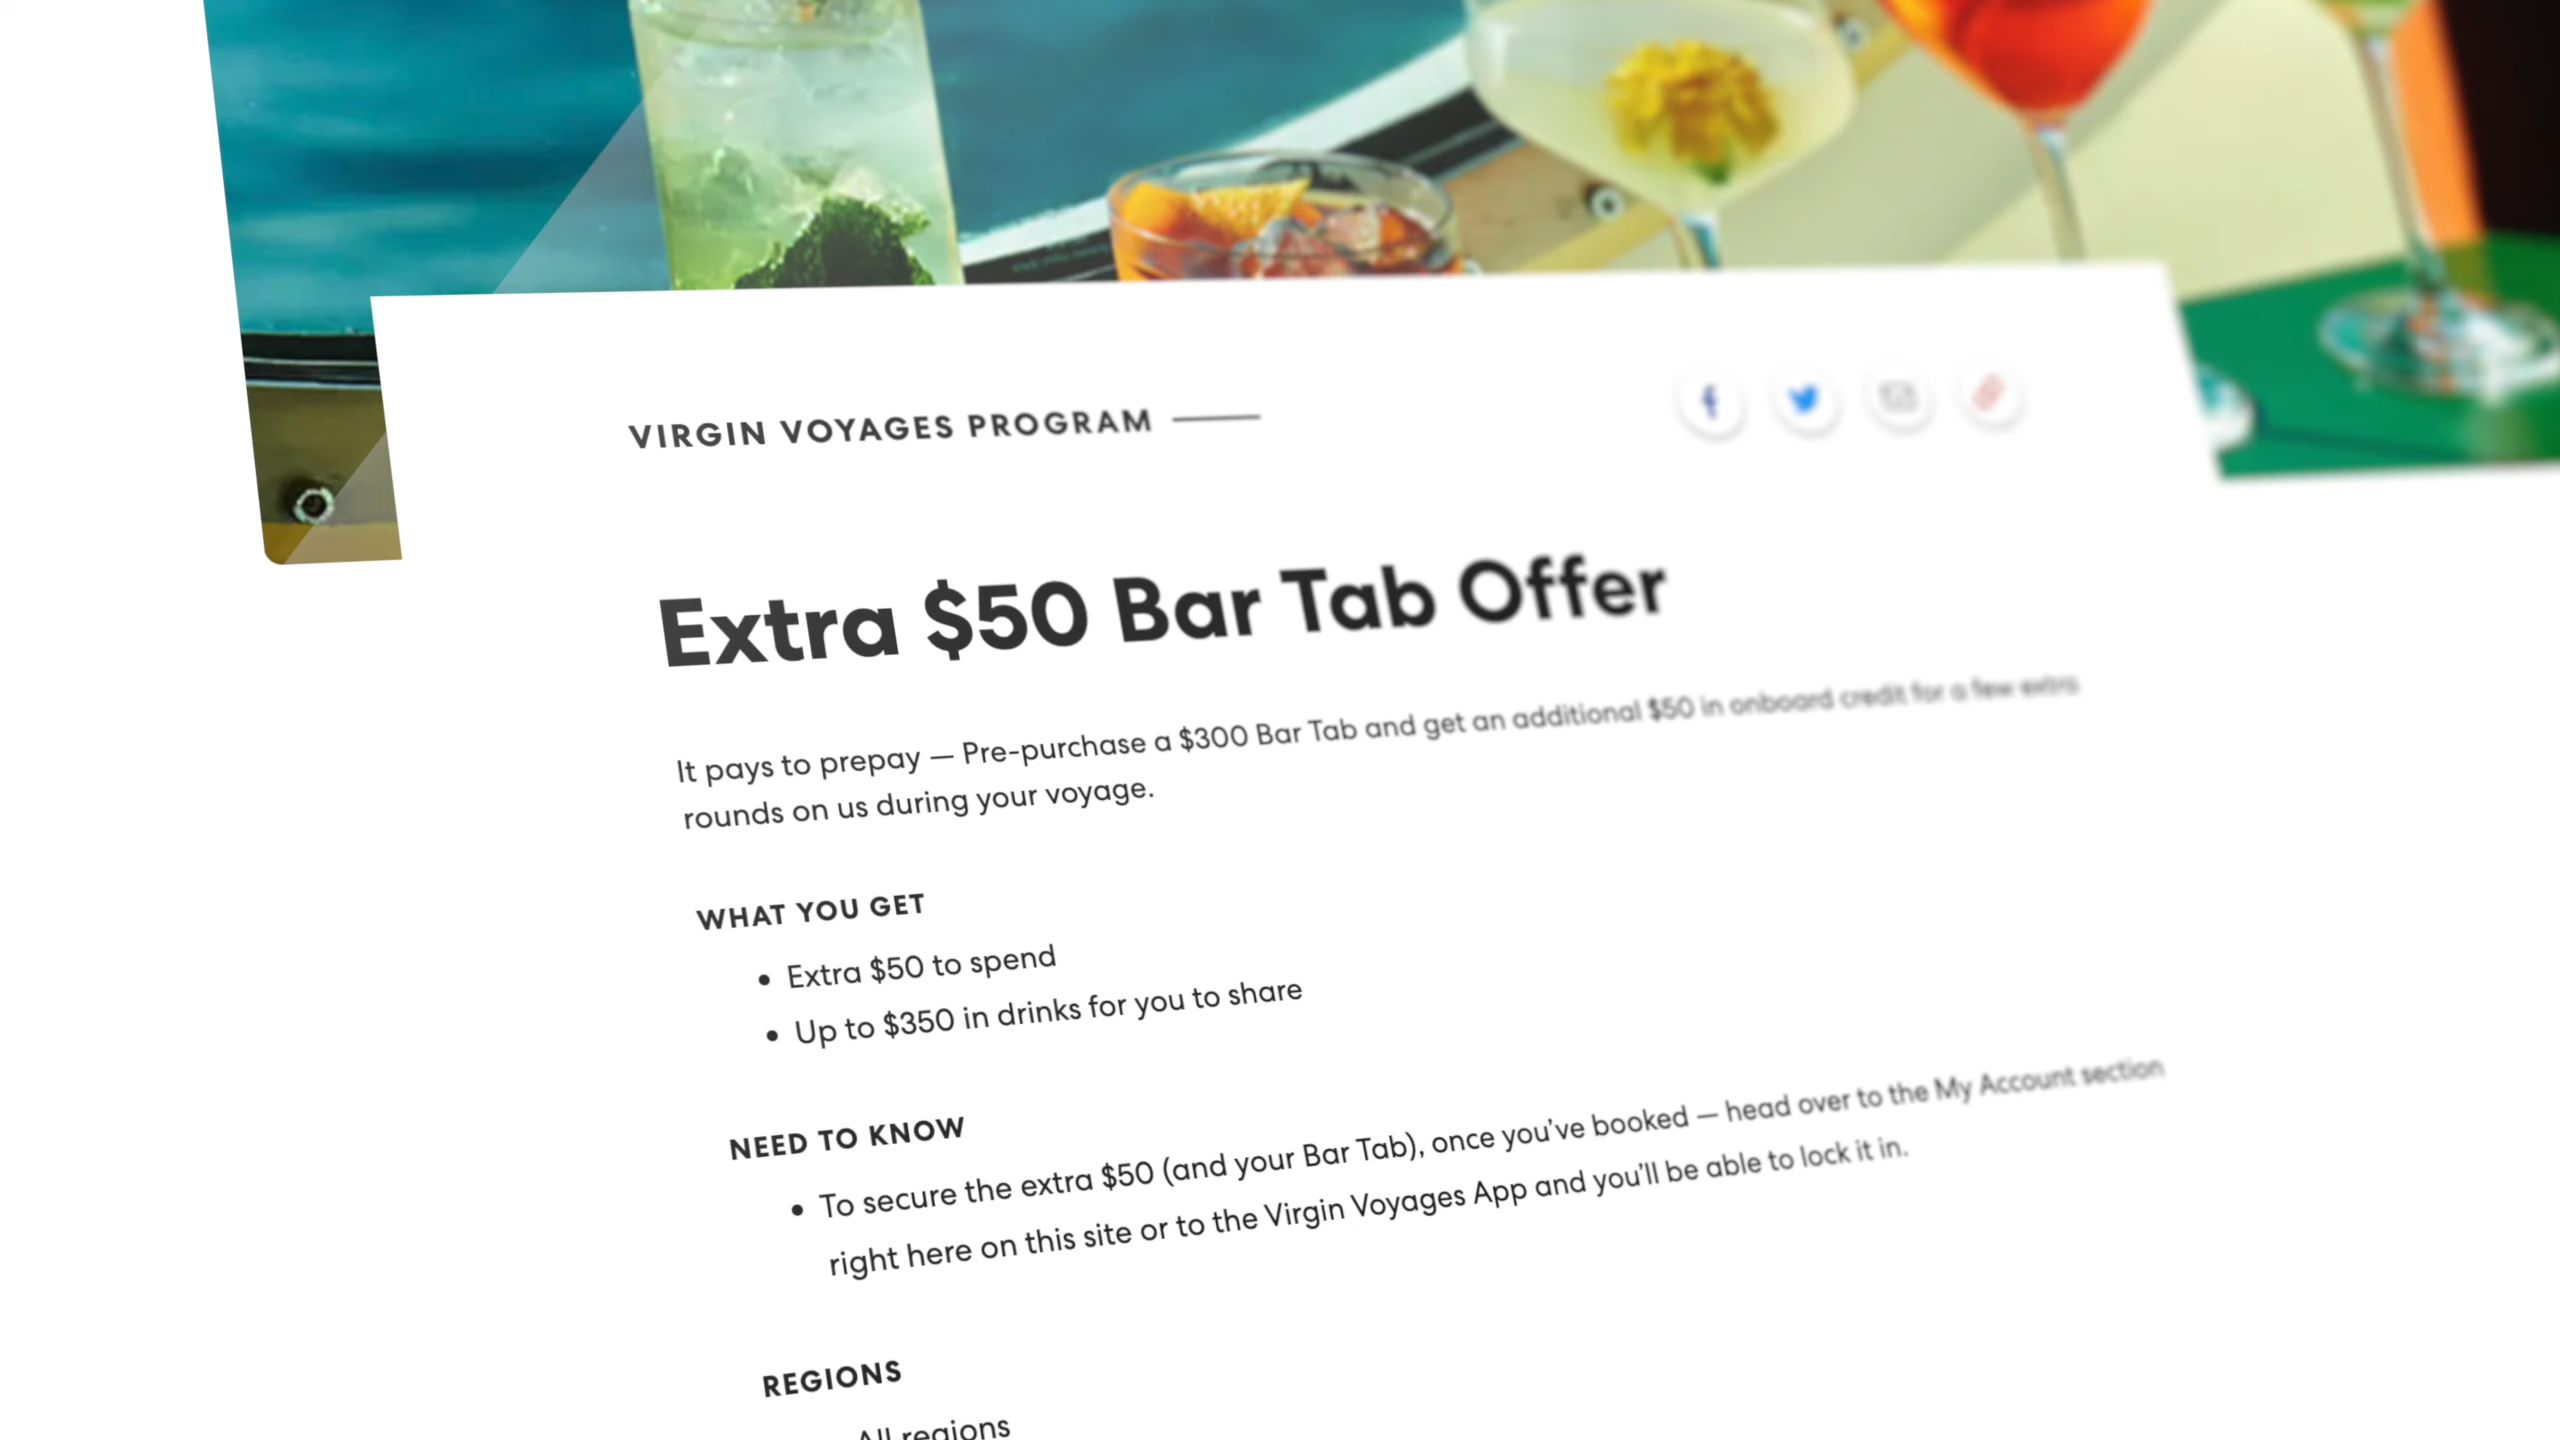 VIRGIN VOYAGES PROGRAM
Extra $50 Bar Tab Offer
It pays to prepay — Pre-purchase a $300 Bar Tab and get an additional $50 in onboard credit for a few extra
rounds on us during your voyage.
WHAT YOU GET
• Extra $50 to spend
• Up to $350 in drinks for you to share
NEED TO KNOW
• To secure the extra $50 (and your Bar Tab), once you’ve booked — head over to the My Account section
right here on this site or to the Virgin Voyages App and you’ll be able to lock it in.
REGIONS
All regions